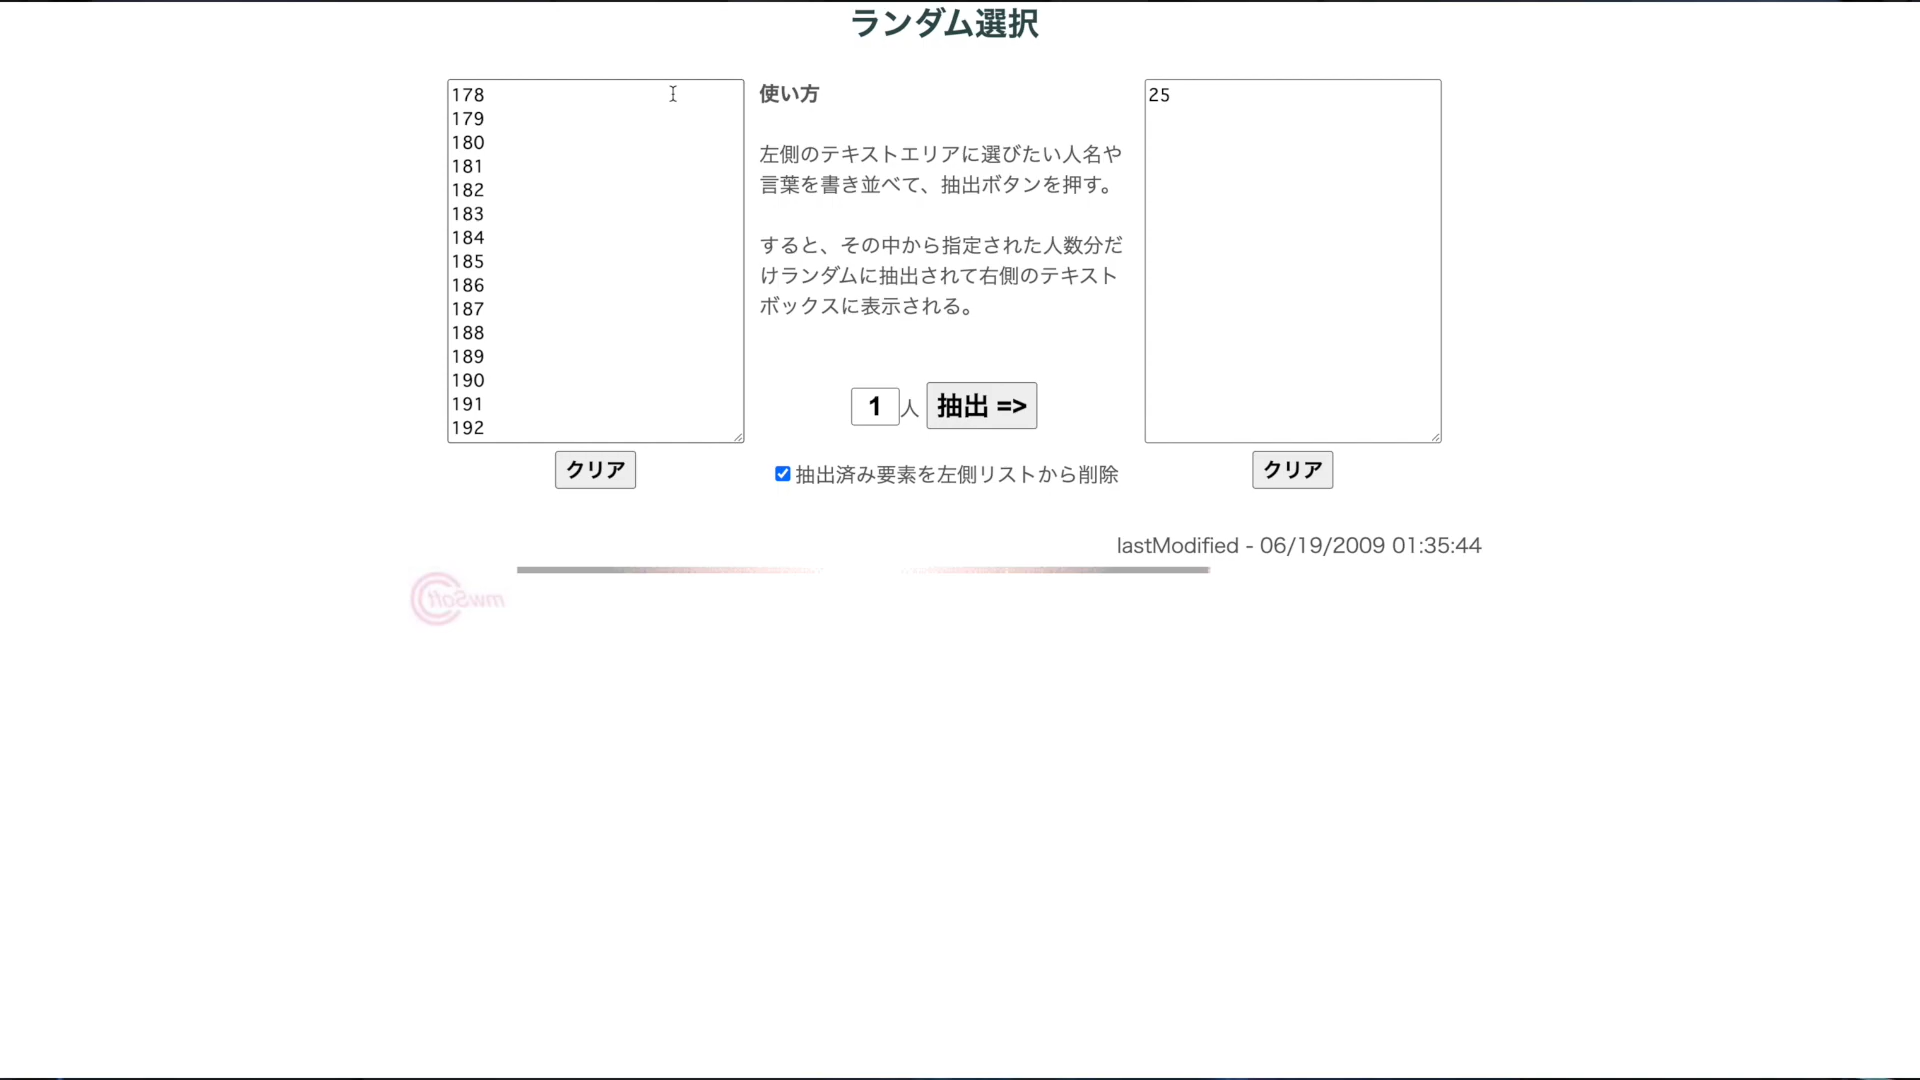 ランダム選択
178
179
180
181
182
183
184
185
186
187
188
189
190
191
192
クリア
使い方
左側のテキストエリアに選びたい人名や
言葉を書き並べて、抽出ボタンを押す。
すると、その中から指定された人数分だ
けランダムに抽出されて右側のテキスト
ボックスに表示される。
1 人 抽出 =>
抽出済み要素を左側リストから削除
25
クリア
lastModified - 06/19/2009 01:35:44
mwSoft